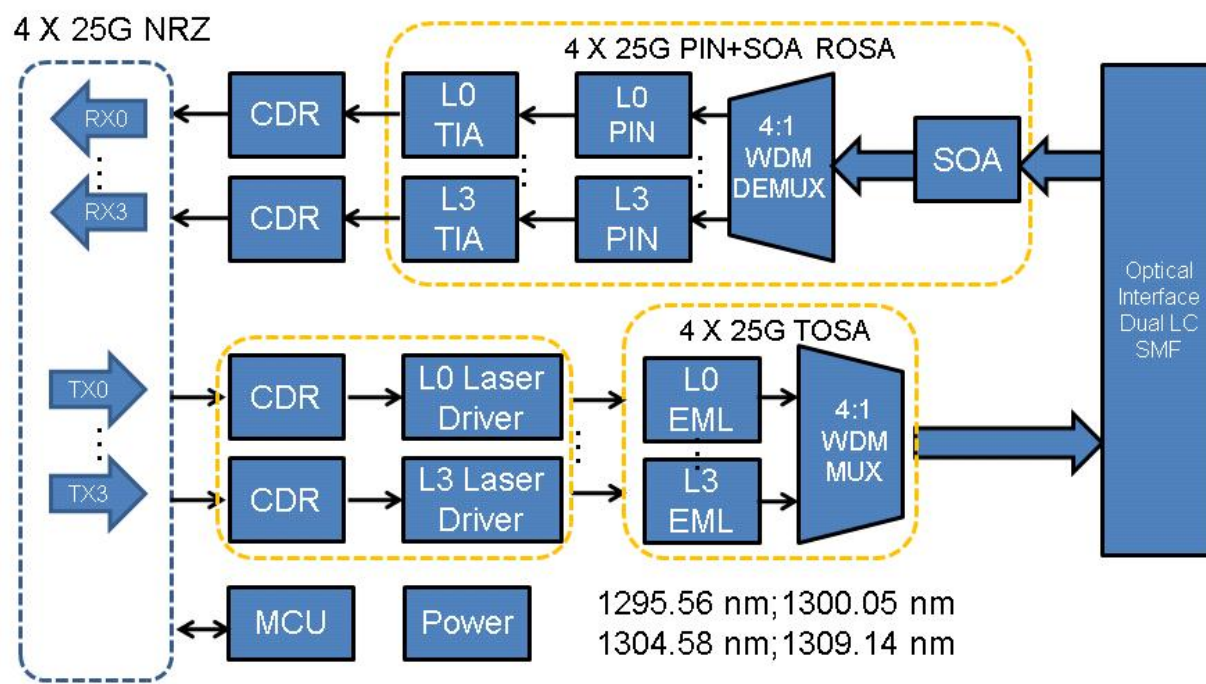 4 X 25G NRZ
4 X 25G PIN+SOA ROSA
RX0
CDR
L0
TIA
L0
PIN
4:1
WDM
DEMUX
SOA
RX3
CDR
L3
TIA
L3
PIN
Optical
Interface
Dual LC
SMF
4 X 25G TOSA
TX0
CDR
L0 Laser
Driver
L0
EML
4:1
WDM
MUX
TX3
CDR
L3 Laser
Driver
L3
EML
MCU
Power
1295.56 nm;1300.05 nm
1304.58 nm;1309.14 nm